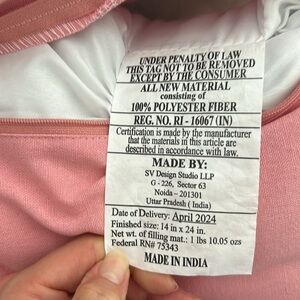 UNDER PENALTY OF LAW
THIS TAG NOT TO BE REMOVED
EXCEPT BY THE CONSUMER
ALL NEW MATERIAL
consisting of
100% POLYESTER FIBER
REG. NO. RI - 16067 (IN)
Certification is made by the manufacturer
that the materials in this article are
described in accordance with law.
MADE BY:
SV Design Studio LLP
G - 226, Sector 63
Noida - 201301
Uttar Pradesh ( India)
Date of Delivery: April 2024
Finished size: 14 in x 24 in.
Net wt. of filling mat.: 1 lbs 10.05 ozs
Federal RN# 75343
MADE IN INDIA